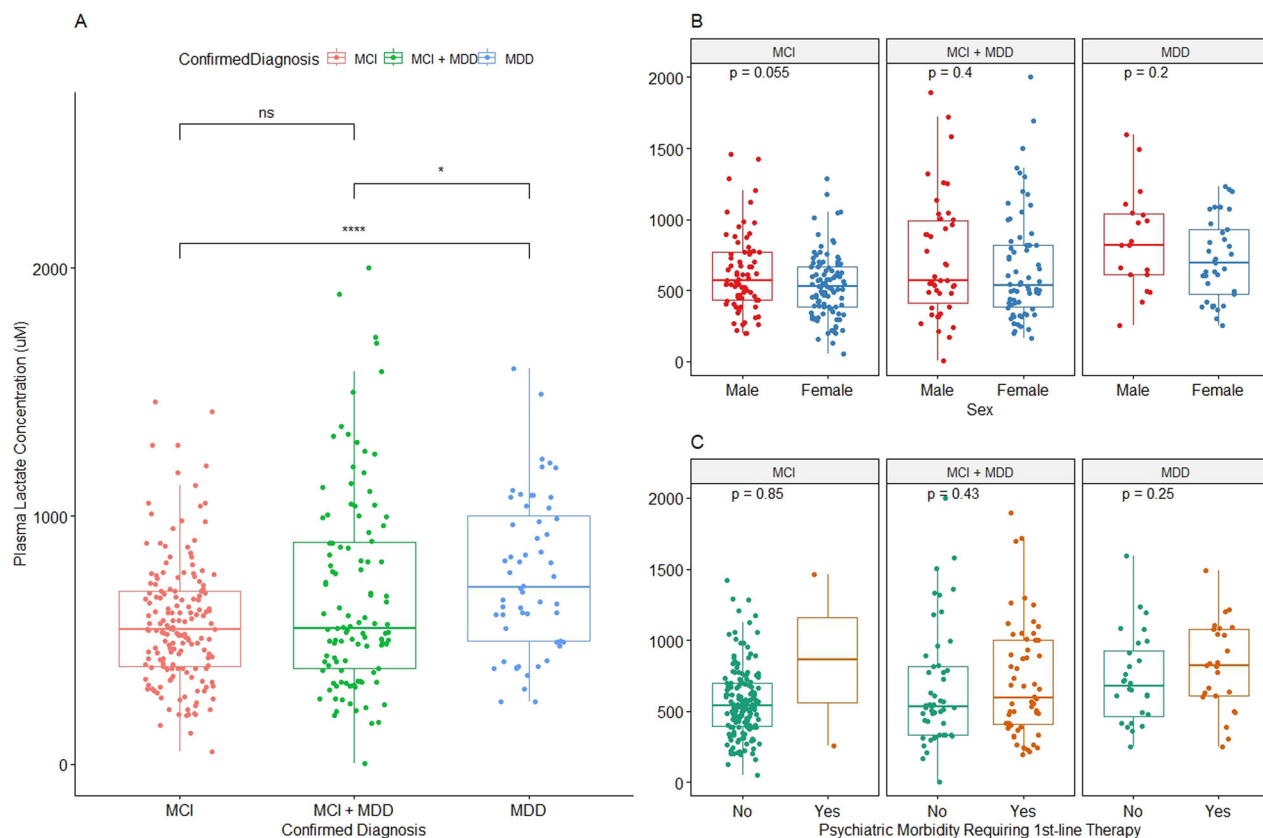 A
ConfirmedDiagnosis MCI MCI + MDD MDD
ns
*
****
2000
1000
0
Plasma Lactate Concentration (uM)
MCI MCI + MDD MDD
Confirmed Diagnosis
B
MCI MCI + MDD MDD
p = 0.055 p = 0.4 p = 0.2
2000
1500
1000
500
0
Male Female Male Female Male Female
Sex
C
MCI MCI + MDD MDD
p = 0.85 p = 0.43 p = 0.25
2000
1500
1000
500
0
No Yes No Yes No Yes
Psychiatric Morbidity Requiring 1st-line Therapy